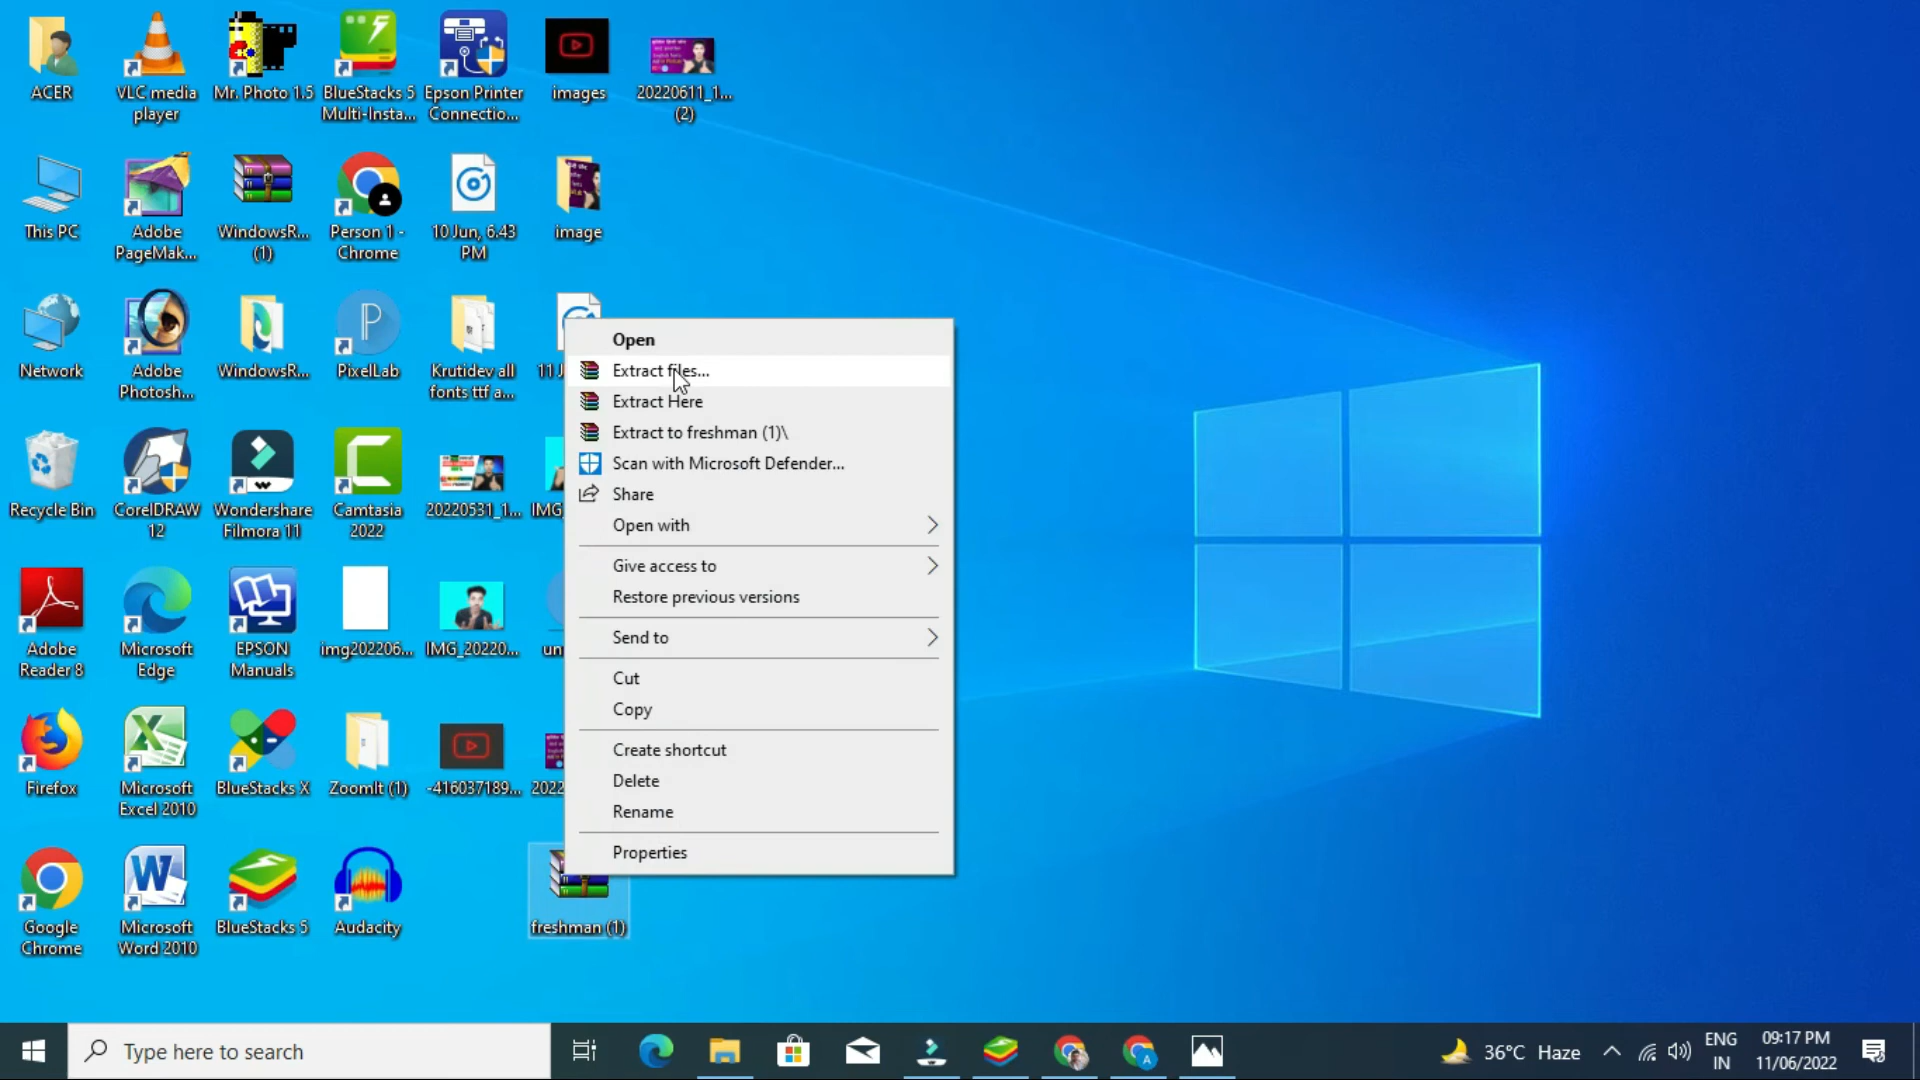 ACER
VLC media
player
Mr. Photo 1.5
BlueStacks 5
Multi-Insta...
Epson Printer
Connectio...
images
20220611_1...
(2)
This PC
Adobe
PageMak...
WindowsR...
(1)
Person 1 -
Chrome
10 Jun, 6.43
PM
image
Network
Adobe
Photosh...
WindowsR...
PixelLab
Krutidev all
fonts ttf a...
11 J
Recycle Bin
CorelDRAW
12
Wondershare
Filmora 11
Camtasia
2022
20220531_1...
IMG_
Adobe
Reader 8
Microsoft
Edge
EPSON
Manuals
img202206...
IMG_20220...
un
Firefox
Microsoft
Excel 2010
BlueStacks X
ZoomIt (1)
-416037189...
2022
Google
Chrome
Microsoft
Word 2010
BlueStacks 5
Audacity
freshman (1)
Open
Extract files...
Extract Here
Extract to freshman (1)\
Scan with Microsoft Defender...
Share
Open with
Give access to
Restore previous versions
Send to
Cut
Copy
Create shortcut
Delete
Rename
Properties
Type here to search
36°C Haze
ENG
IN
09:17 PM
11/06/2022